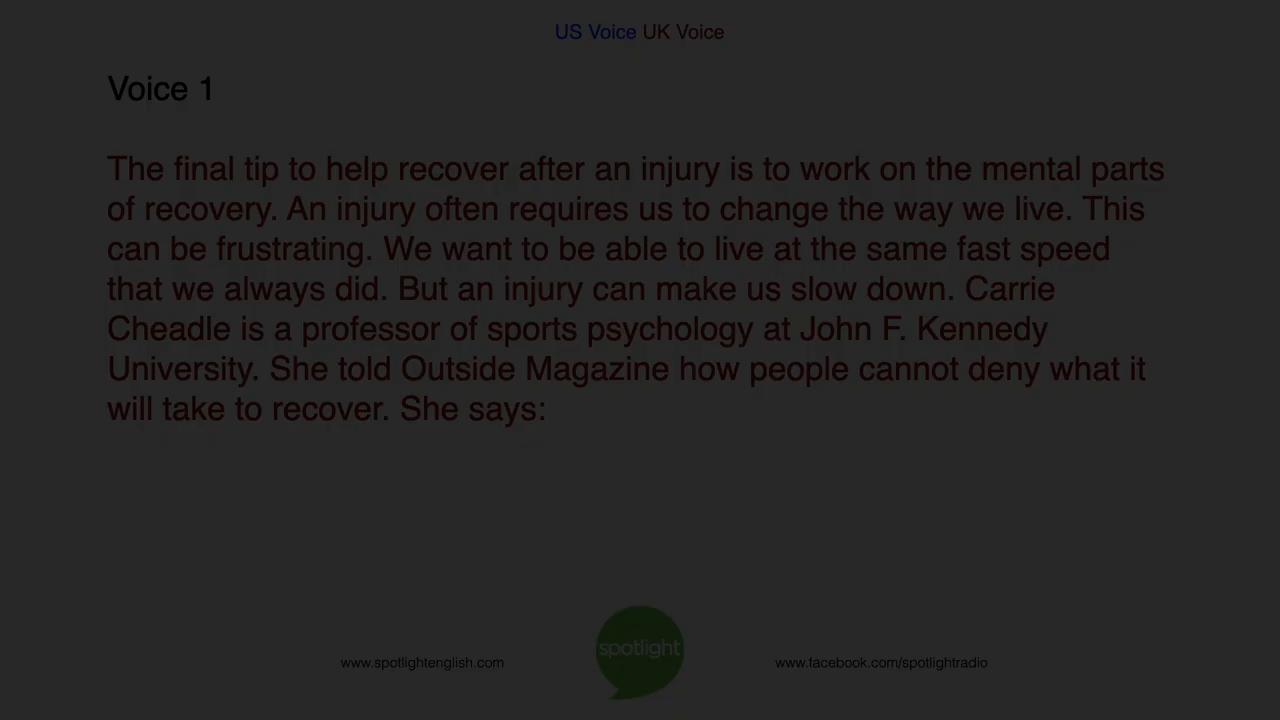 US Voice UK Voice
Voice 1
The final tip to help recover after an injury is to work on the mental parts
of recovery. An injury often requires us to change the way we live. This
can be frustrating. We want to be able to live at the same fast speed
that we always did. But an injury can make us slow down. Carrie
Cheadle is a professor of sports psychology at John F. Kennedy
University. She told Outside Magazine how people cannot deny what it
will take to recover. She says:
spotlight
www.spotlightenglish.com
www.facebook.com/spotlightradio